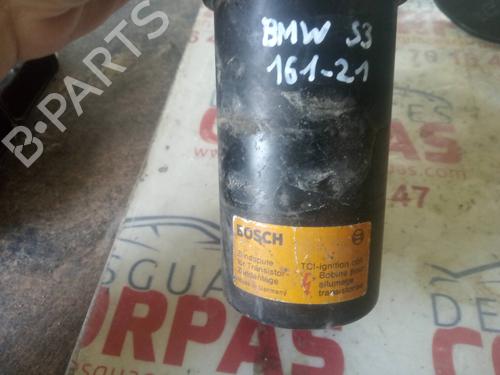 B-PARTS
BMW S3
161-21
BOSCH
Zündspule
für Transistor-
Zündanlage
Made in Germany
TCI-ignition coil
Bobine pour
allumage
transistorisé
47
DESGUA
CORPAS